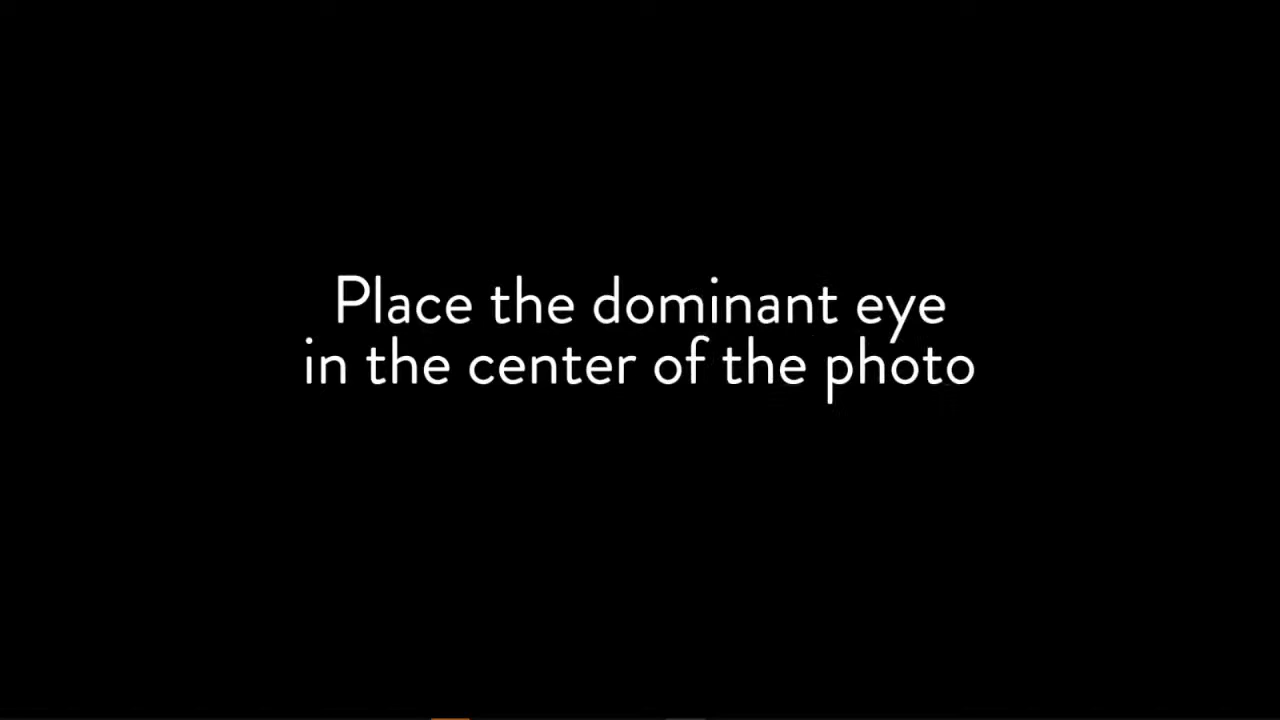 Place the dominant eye
in the center of the photo